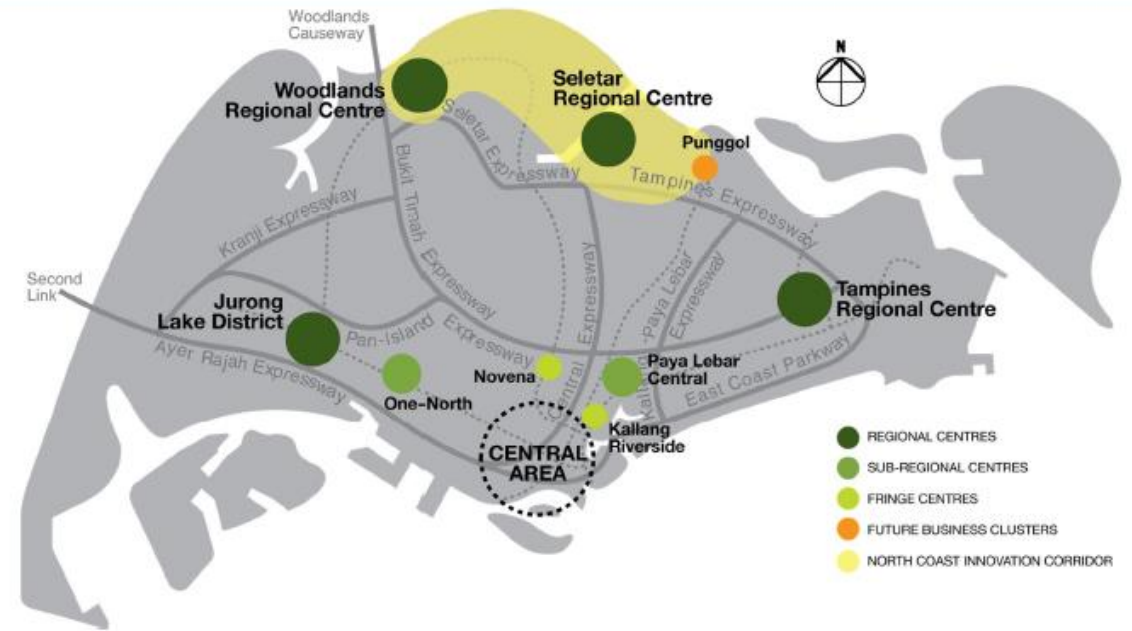 Woodlands
Causeway
N
Woodlands
Regional Centre
Seletar
Regional Centre
Punggol
Seletar Expressway
Tampines Expressway
Bukit Timah Expressway
Kranji Expressway
Second
Link
Jurong
Lake District
Pan-Island Expressway
Ayer Rajah Expressway
Central Expressway
Kallang-Paya Lebar
Expressway
Tampines
Regional Centre
Novena
Paya Lebar
Central
East Coast Parkway
One-North
Kallang
Riverside
CENTRAL
AREA
REGIONAL CENTRES
SUB-REGIONAL CENTRES
FRINGE CENTRES
FUTURE BUSINESS CLUSTERS
NORTH COAST INNOVATION CORRIDOR